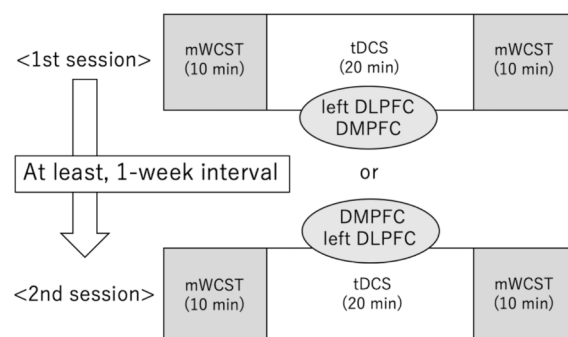 mWCST
(10 min)
tDCS
(20 min)
mWCST
(10 min)
<1st session>
left DLPFC
DMPFC
At least, 1-week interval
or
DMPFC
left DLPFC
<2nd session>
mWCST
(10 min)
tDCS
(20 min)
mWCST
(10 min)